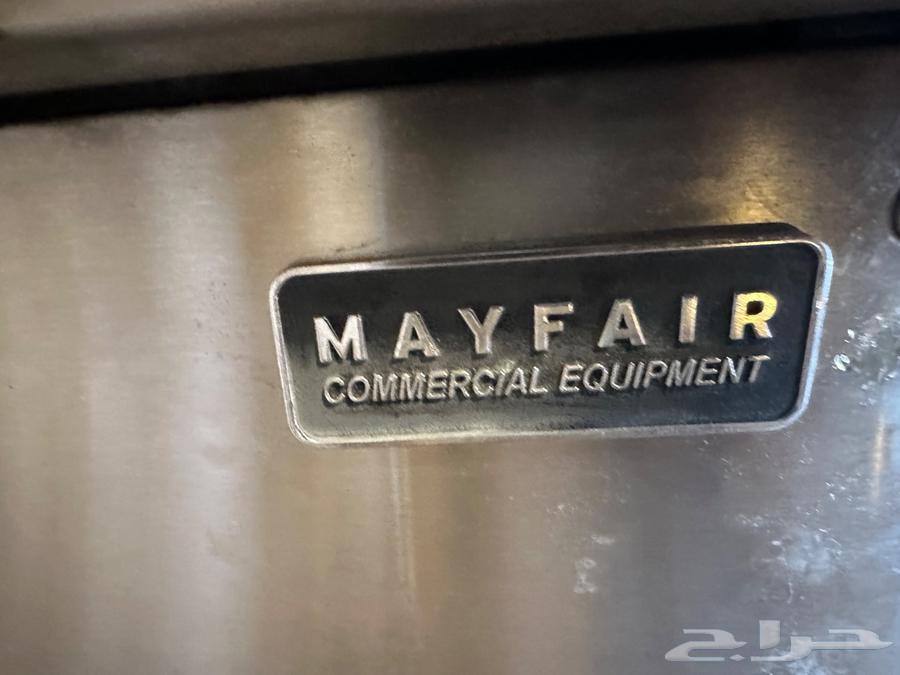 MAYFAIR
COMMERCIAL EQUIPMENT
حراج